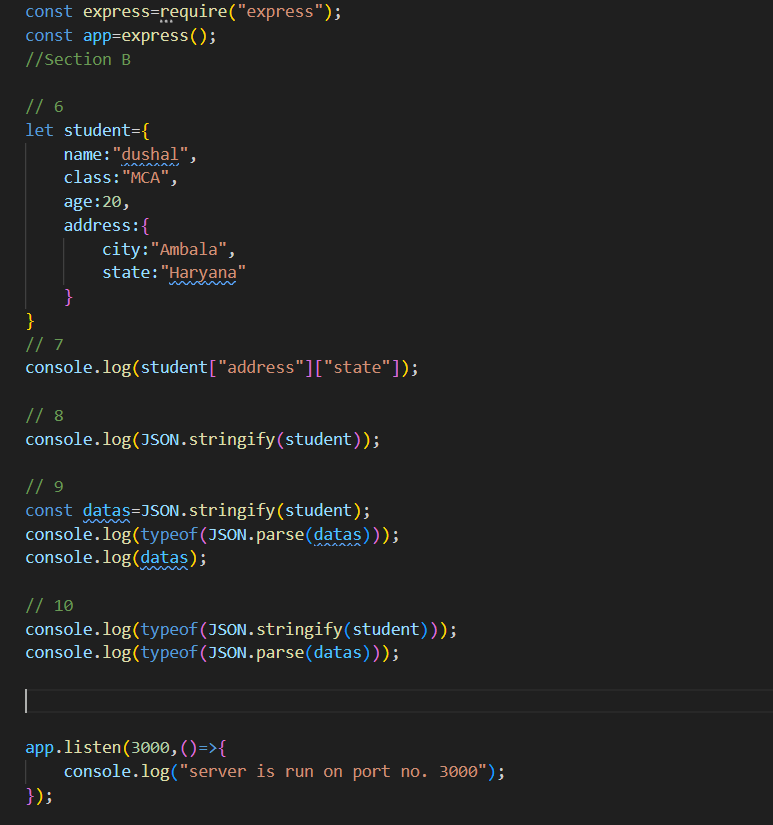 const express=require("express");
const app=express();
//Section B
// 6
let student={
name:"dushal",
class:"MCA",
age:20,
address:{
city:"Ambala",
state:"Haryana"
}
}
// 7
console.log(student["address"]["state"]);
// 8
console.log(JSON.stringify(student));
// 9
const datas=JSON.stringify(student);
console.log(typeof(JSON.parse(datas)));
console.log(datas);
// 10
console.log(typeof(JSON.stringify(student)));
console.log(typeof(JSON.parse(datas)));
app.listen(3000,()=>{
console.log("server is run on port no. 3000");
});